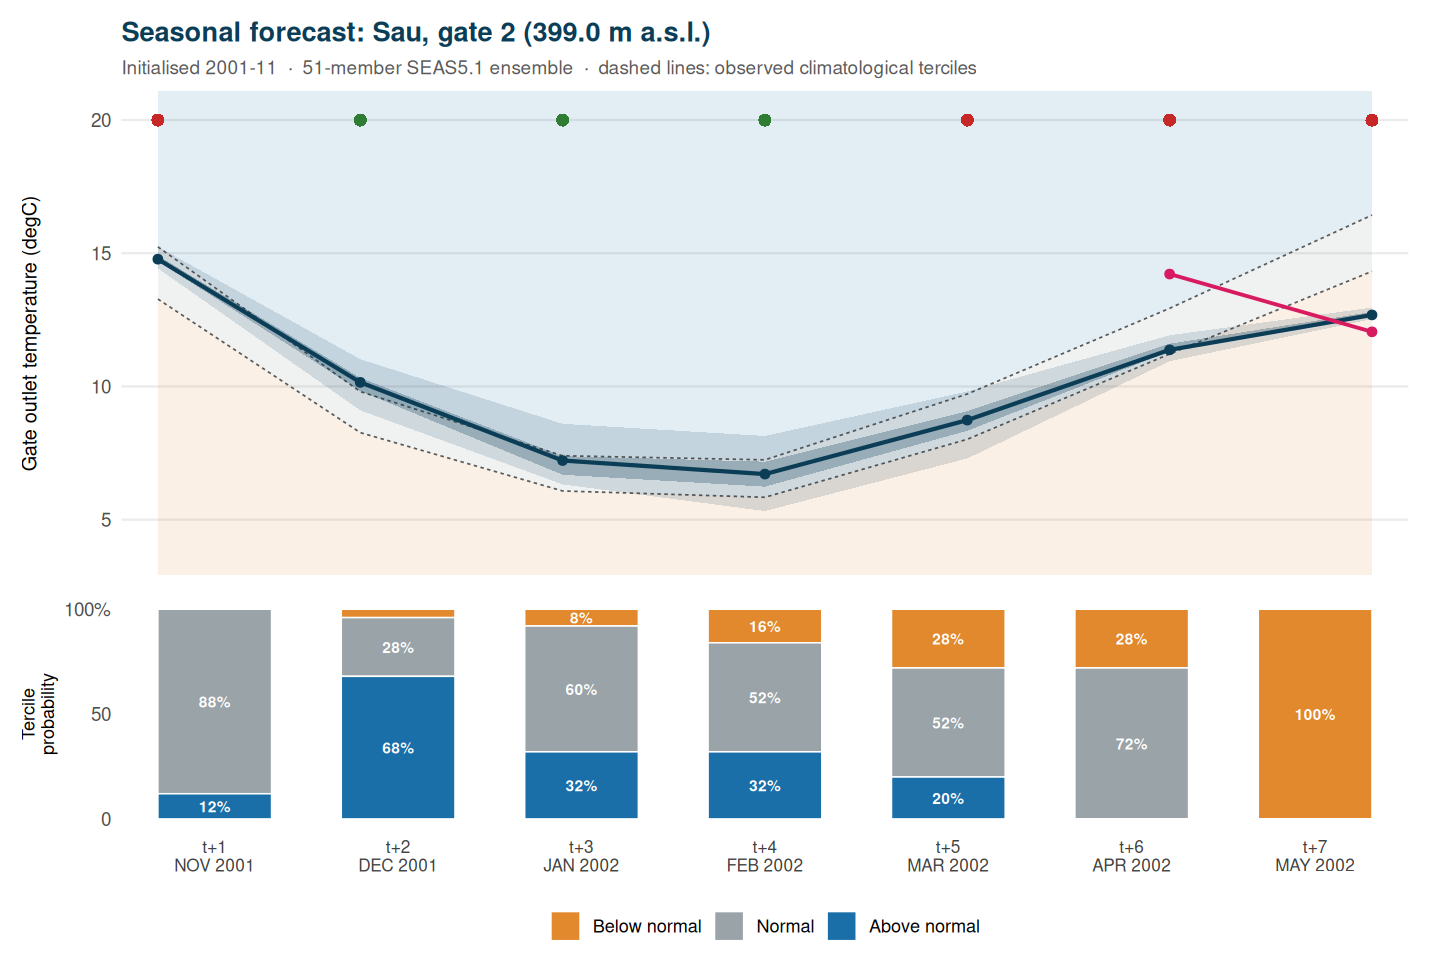 Seasonal forecast: Sau, gate 2 (399.0 m a.s.l.)
Initialised 2001-11 · 51-member SEAS5.1 ensemble · dashed lines: observed climatological terciles
Gate outlet temperature (degC)
20
15
10
5
Tercile
probability
100%
50
0
88%
12%
28%
68%
8%
60%
32%
16%
52%
32%
28%
52%
20%
28%
72%
100%
t+1
NOV 2001
t+2
DEC 2001
t+3
JAN 2002
t+4
FEB 2002
t+5
MAR 2002
t+6
APR 2002
t+7
MAY 2002
Below normal
Normal
Above normal